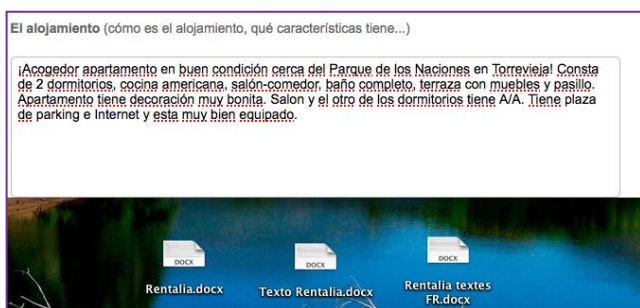 El alojamiento (cómo es el alojamiento, qué características tiene...)
¡Acogedor apartamento en buen condición cerca del Parque de los Naciones en Torrevieja! Consta
de 2 dormitorios, cocina americana, salón-comedor, baño completo, terraza con muebles y pasillo.
Apartamento tiene decoración muy bonita. Salon y el otro de los dormitorios tiene A/A. Tiene plaza
de parking e Internet y esta muy bien equipado.
DOCX DOCX DOCX
Rentalia.docx Texto Rentalia.docx Rentalia textes
FR.docx